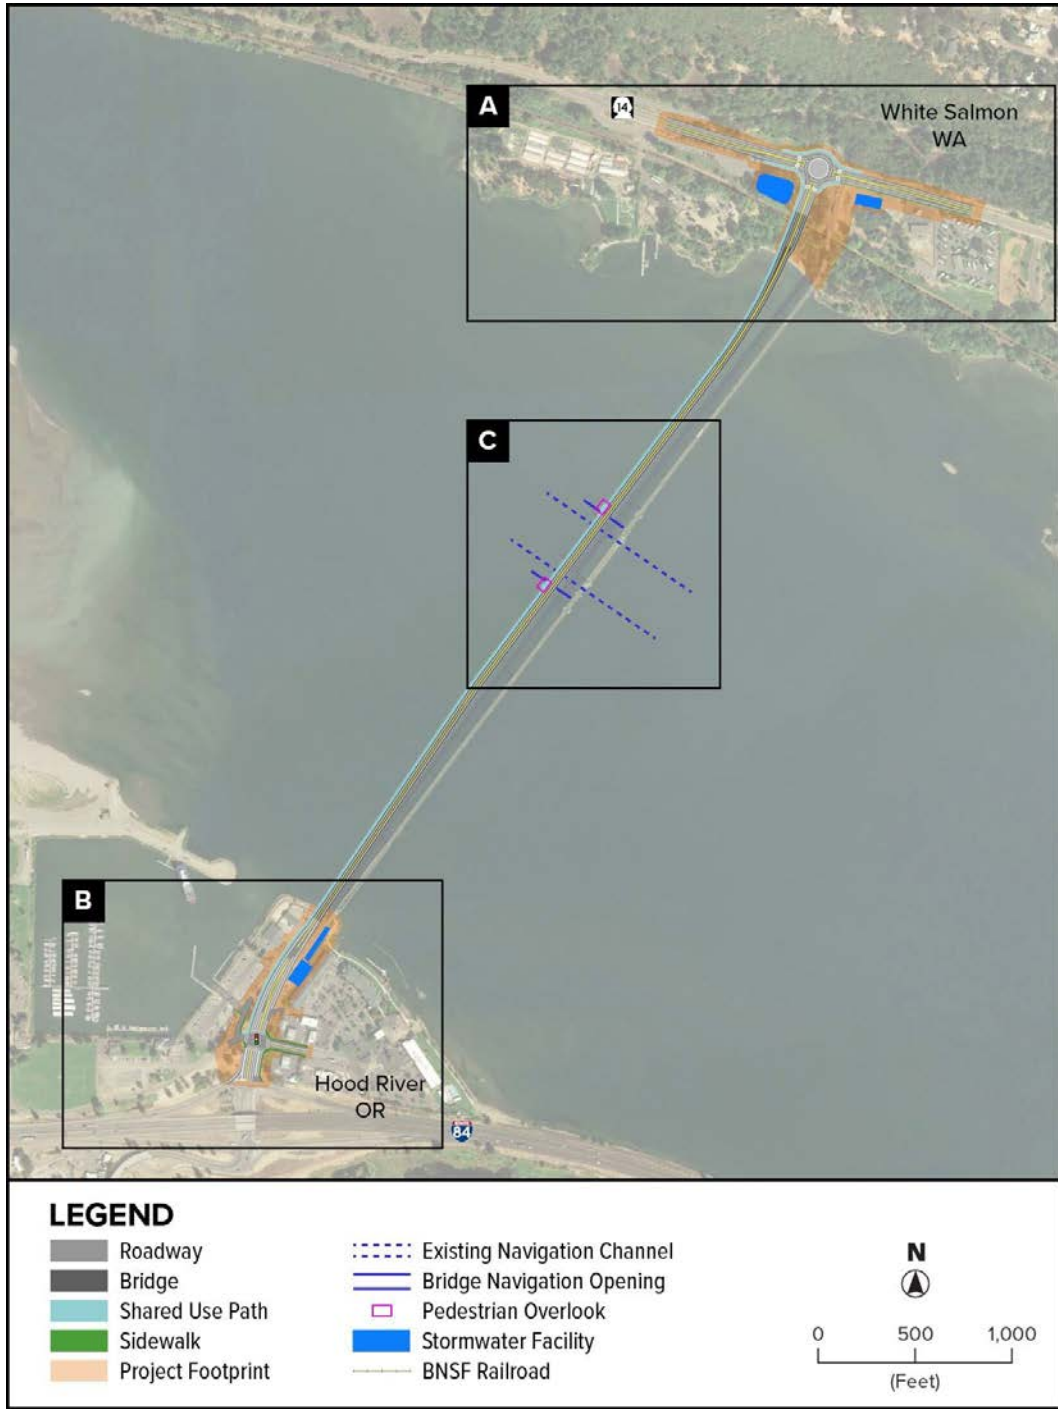 A
14
White Salmon
WA
C
B
Hood River
OR
84
LEGEND
Roadway
Bridge
Shared Use Path
Sidewalk
Project Footprint
Existing Navigation Channel
Bridge Navigation Opening
Pedestrian Overlook
Stormwater Facility
BNSF Railroad
N
0 500 1,000
(Feet)